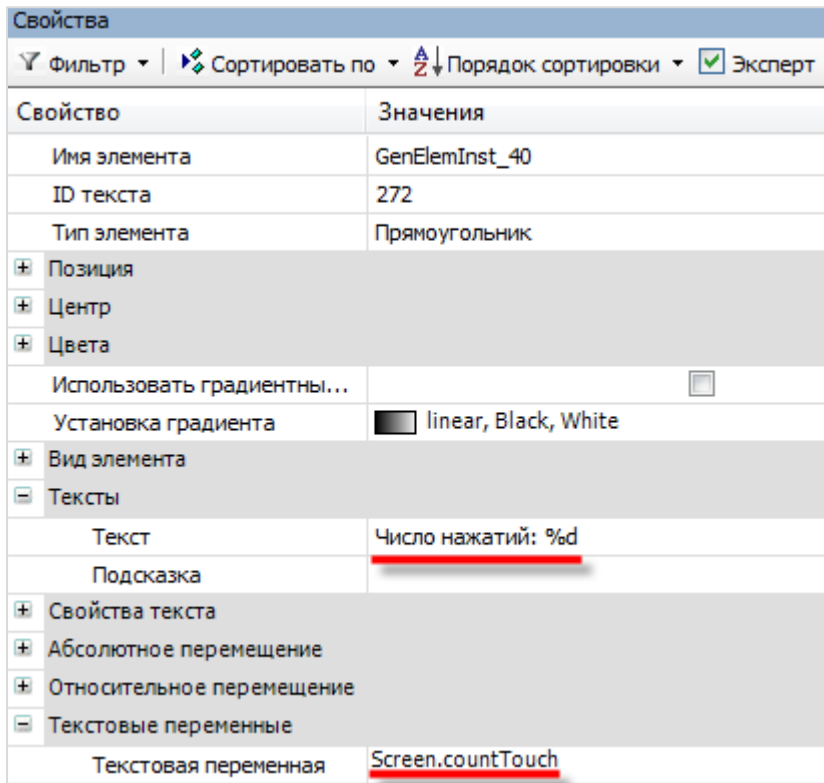 Свойства
Фильтр Сортировать по Порядок сортировки Эксперт
Свойство Значения
Имя элемента GenElemInst_40
ID текста 272
Тип элемента Прямоугольник
Позиция
Центр
Цвета
Использовать градиентны...
Установка градиента linear, Black, White
Вид элемента
Тексты
Текст Число нажатий: %d
Подсказка
Свойства текста
Абсолютное перемещение
Относительное перемещение
Текстовые переменные
Текстовая переменная Screen.countTouch